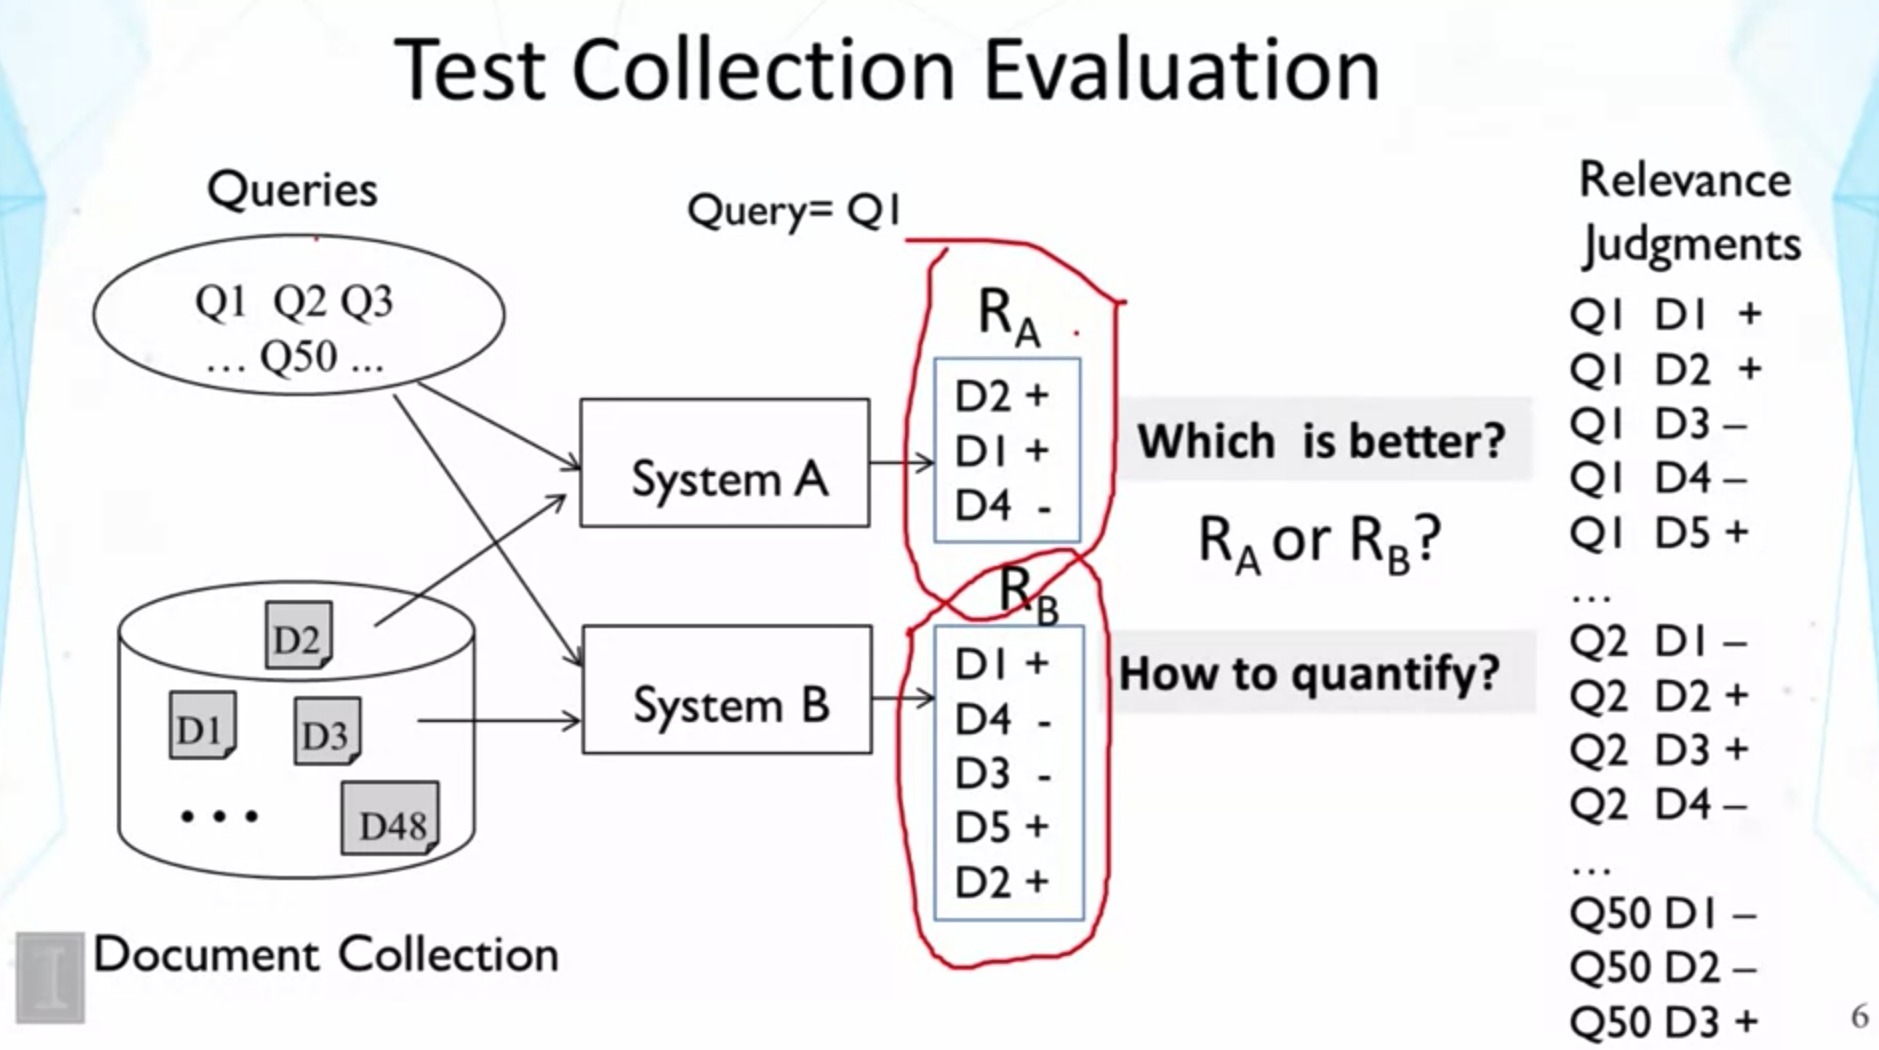 Test Collection Evaluation
Queries
Q1 Q2 Q3
... Q50 ...
Query= Q1
System A
System B
D2
D1
D3
• • •
D48
Document Collection
R_A
D2 +
D1 +
D4 -
R_B
D1 +
D4 -
D3 -
D5 +
D2 +
Which is better?
R_A or R_B?
How to quantify?
Relevance
Judgments
Q1 D1 +
Q1 D2 +
Q1 D3 –
Q1 D4 –
Q1 D5 +
...
Q2 D1 –
Q2 D2 +
Q2 D3 +
Q2 D4 –
...
Q50 D1 –
Q50 D2 –
Q50 D3 +
I
6